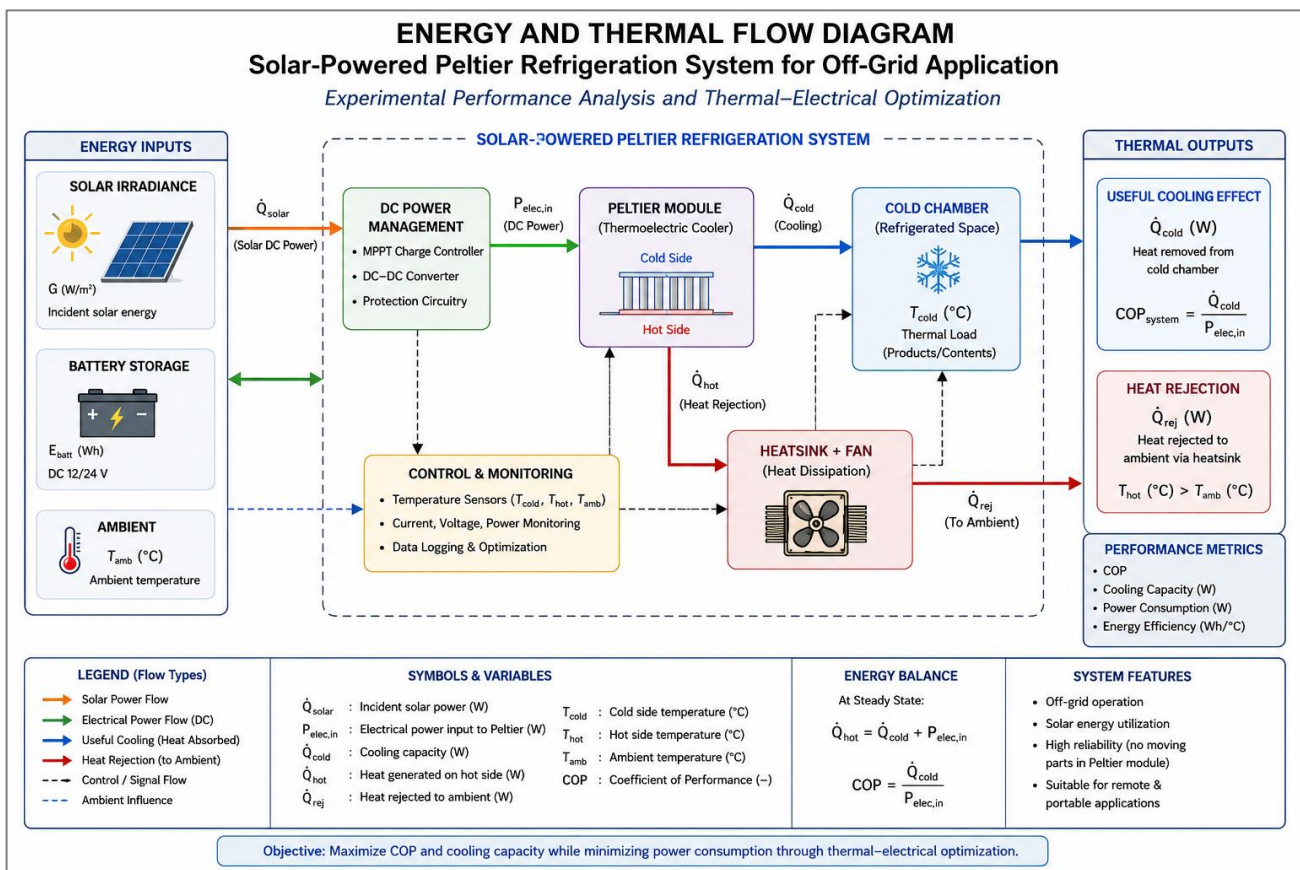 ENERGY AND THERMAL FLOW DIAGRAM
Solar-Powered Peltier Refrigeration System for Off-Grid Application
Experimental Performance Analysis and Thermal–Electrical Optimization
ENERGY INPUTS
SOLAR IRRADIANCE
G (W/m²)
Incident solar energy
BATTERY STORAGE
E_batt (Wh)
DC 12/24 V
AMBIENT
T_amb (°C)
Ambient temperature
Q̇_solar
(Solar DC Power)
SOLAR-POWERED PELTIER REFRIGERATION SYSTEM
DC POWER
MANAGEMENT
• MPPT Charge Controller
• DC–DC Converter
• Protection Circuitry
P_elec,in
(DC Power)
PELTIER MODULE
(Thermoelectric Cooler)
Cold Side
Hot Side
Q̇_cold
(Cooling)
COLD CHAMBER
(Refrigerated Space)
T_cold (°C)
Thermal Load
(Products/Contents)
Q̇_hot
(Heat Rejection)
CONTROL & MONITORING
• Temperature Sensors (T_cold, T_hot, T_amb)
• Current, Voltage, Power Monitoring
• Data Logging & Optimization
HEATSINK + FAN
(Heat Dissipation)
Q̇_rej
(To Ambient)
THERMAL OUTPUTS
USEFUL COOLING EFFECT
Q̇_cold (W)
Heat removed from
cold chamber
COP_system = Q̇_cold / P_elec,in
HEAT REJECTION
Q̇_rej (W)
Heat rejected to
ambient via heatsink
T_hot (°C) > T_amb (°C)
PERFORMANCE METRICS
• COP
• Cooling Capacity (W)
• Power Consumption (W)
• Energy Efficiency (Wh/°C)
LEGEND (Flow Types)
Solar Power Flow
Electrical Power Flow (DC)
Useful Cooling (Heat Absorbed)
Heat Rejection (to Ambient)
Control / Signal Flow
Ambient Influence
SYMBOLS & VARIABLES
Q̇_solar : Incident solar power (W)
P_elec,in : Electrical power input to Peltier (W)
Q̇_cold : Cooling capacity (W)
Q̇_hot : Heat generated on hot side (W)
Q̇_rej : Heat rejected to ambient (W)
T_cold : Cold side temperature (°C)
T_hot : Hot side temperature (°C)
T_amb : Ambient temperature (°C)
COP : Coefficient of Performance (–)
ENERGY BALANCE
At Steady State:
Q̇_hot = Q̇_cold + P_elec,in
COP = Q̇_cold / P_elec,in
SYSTEM FEATURES
• Off-grid operation
• Solar energy utilization
• High reliability (no moving
parts in Peltier module)
• Suitable for remote &
portable applications
Objective: Maximize COP and cooling capacity while minimizing power consumption through thermal–electrical optimization.